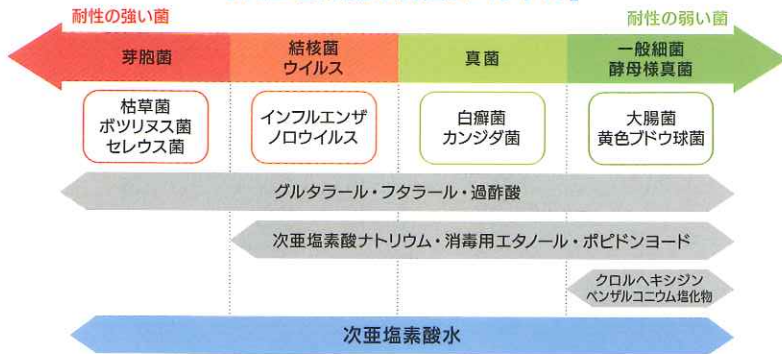 耐性の強い菌
耐性の弱い菌
芽胞菌
結核菌
ウイルス
真菌
一般細菌
酵母様真菌
枯草菌
ボツリヌス菌
セレウス菌
インフルエンザ
ノロウイルス
白癬菌
カンジダ菌
大腸菌
黄色ブドウ球菌
グルタラール・フタラール・過酢酸
次亜塩素酸ナトリウム・消毒用エタノール・ポピドンヨード
クロルヘキシジン
ベンザルコニウム塩化物
次亜塩素酸水